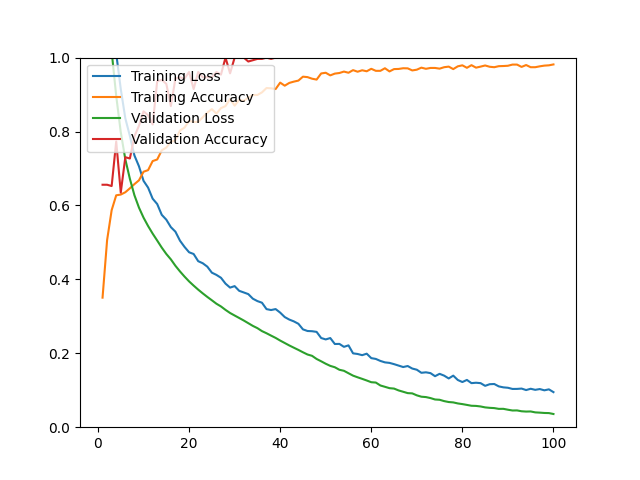 1.0
0.8
0.6
0.4
0.2
0.0
Training Loss
Training Accuracy
Validation Loss
Validation Accuracy
0 20 40 60 80 100